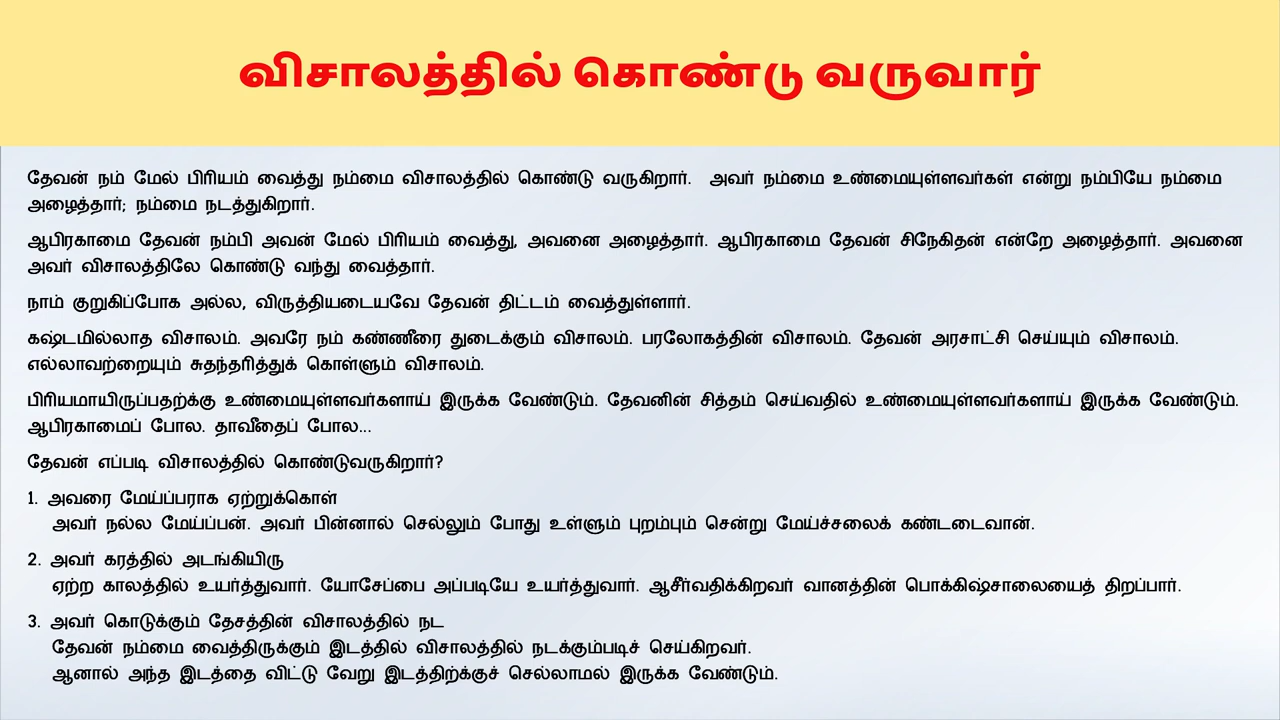 விசாலத்தில் கொண்டு வருவார்
தேவன் நம் மேல் பிரியம் வைத்து நம்மை விசாலத்தில் கொண்டு வருகிறார். அவர் நம்மை உண்மையுள்ளவர்கள் என்று நம்பியே நம்மை
அழைத்தார்; நம்மை நடத்துகிறார்.
ஆபிரகாமை தேவன் நம்பி அவன் மேல் பிரியம் வைத்து, அவனை அழைத்தார். ஆபிரகாமை தேவன் சிநேகிதன் என்றே அழைத்தார். அவனை
அவர் விசாலத்திலே கொண்டு வந்து வைத்தார்.
நாம் குறுகிப்போக அல்ல, விருத்தியடையவே தேவன் திட்டம் வைத்துள்ளார்.
கஷ்டமில்லாத விசாலம். அவரே நம் கண்ணீரை துடைக்கும் விசாலம். பரலோகத்தின் விசாலம். தேவன் அரசாட்சி செய்யும் விசாலம்.
எல்லாவற்றையும் சுதந்தரித்துக் கொள்ளும் விசாலம்.
பிரியமாயிருப்பதற்க்கு உண்மையுள்ளவர்களாய் இருக்க வேண்டும். தேவனின் சித்தம் செய்வதில் உண்மையுள்ளவர்களாய் இருக்க வேண்டும்.
ஆபிரகாமைப் போல. தாவீதைப் போல...
தேவன் எப்படி விசாலத்தில் கொண்டுவருகிறார்?
1. அவரை மேய்ப்பராக ஏற்றுக்கொள்
அவர் நல்ல மேய்ப்பன். அவர் பின்னால் செல்லும் போது உள்ளும் புறம்பும் சென்று மேய்ச்சலைக் கண்டடைவான்.
2. அவர் கரத்தில் அடங்கியிரு
ஏற்ற காலத்தில் உயர்த்துவார். யோசேப்பை அப்படியே உயர்த்துவார். ஆசீர்வதிக்கிறவர் வானத்தின் பொக்கிஷ்சாலையைத் திறப்பார்.
3. அவர் கொடுக்கும் தேசத்தின் விசாலத்தில் நட
தேவன் நம்மை வைத்திருக்கும் இடத்தில் விசாலத்தில் நடக்கும்படிச் செய்கிறவர்.
ஆனால் அந்த இடத்தை விட்டு வேறு இடத்திற்க்குச் செல்லாமல் இருக்க வேண்டும்.